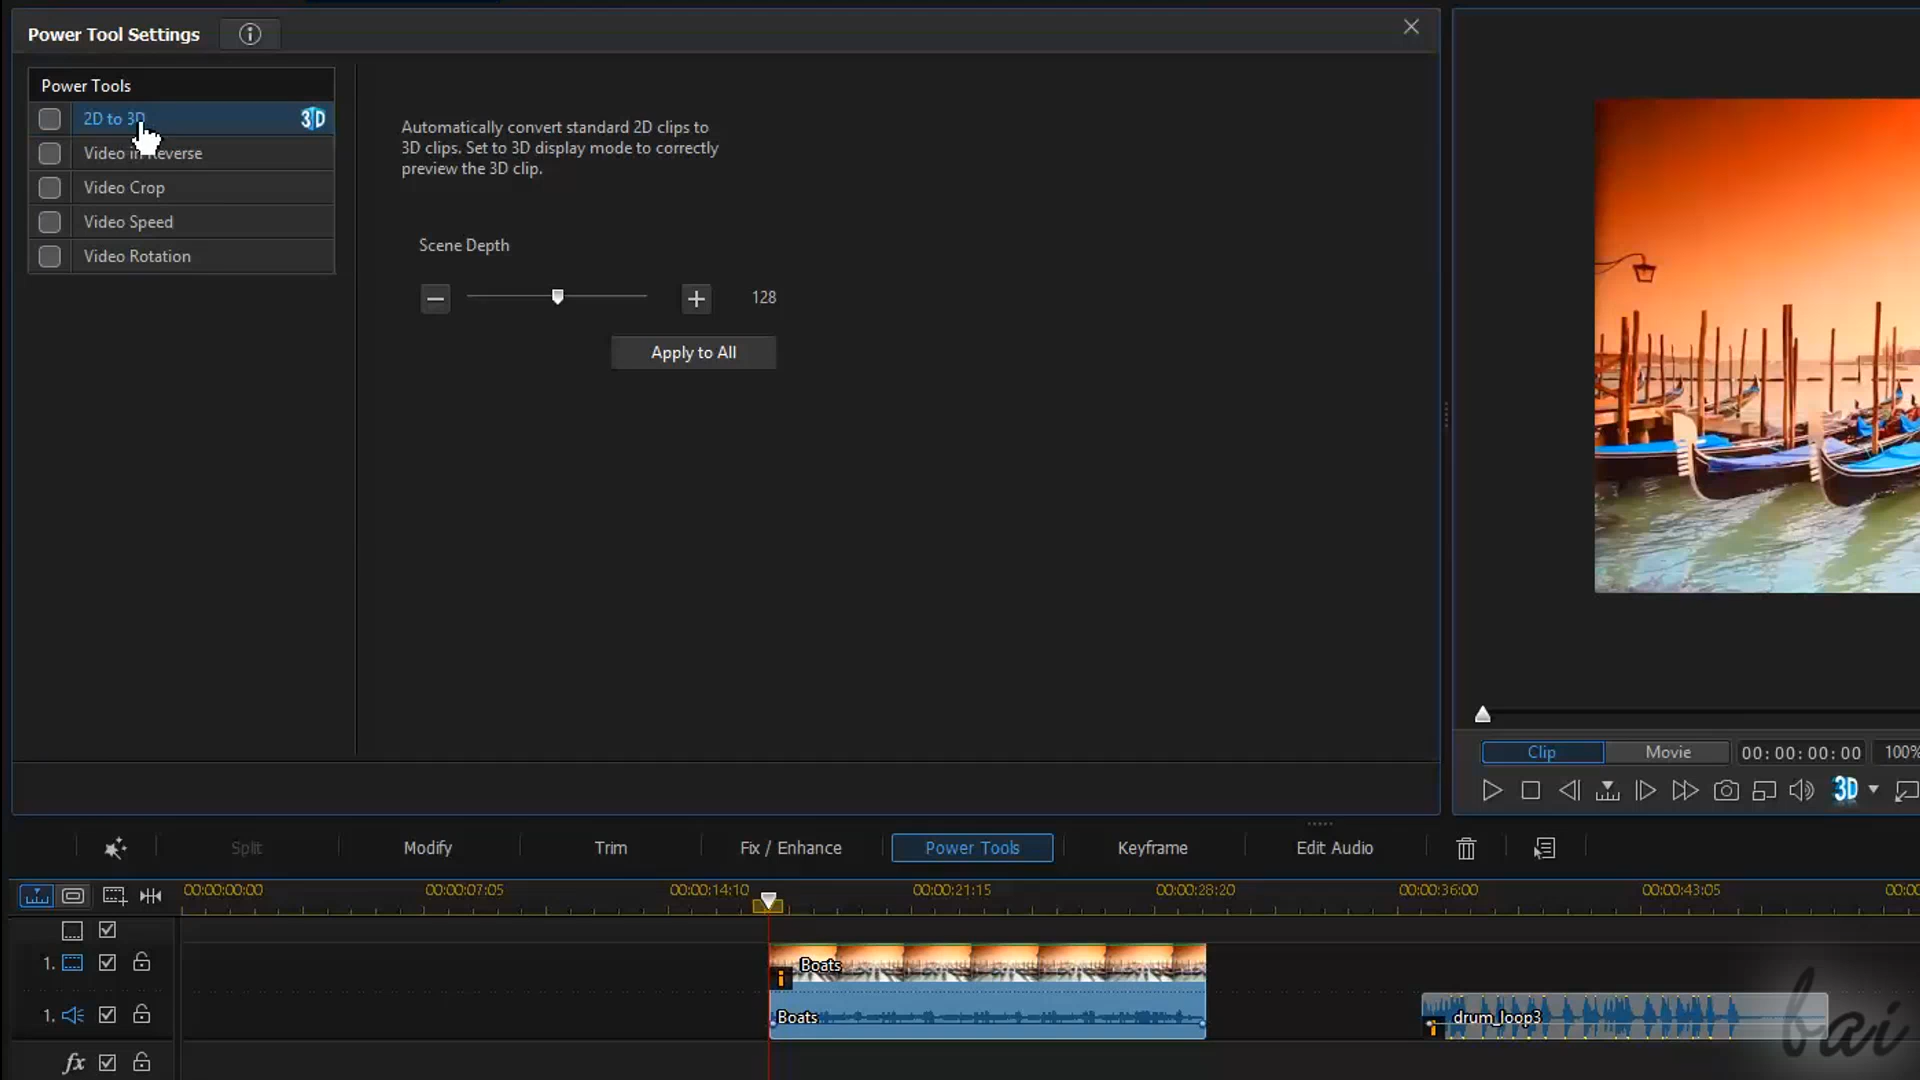 Power Tool Settings
Power Tools
2D to 3D
3D
Video in Reverse
Video Crop
Video Speed
Video Rotation
Automatically convert standard 2D clips to
3D clips. Set to 3D display mode to correctly
preview the 3D clip.
Scene Depth
128
Apply to All
Clip
Movie
00:00:00:00
100%
3D
Split
Modify
Trim
Fix / Enhance
Power Tools
Keyframe
Edit Audio
00:00:00:00
00:00:07:05
00:00:14:10
00:00:21:15
00:00:28:20
00:00:36:00
00:00:43:05
00:0
1.
Boats
1.
Boats
drum_loop3
fx
bai